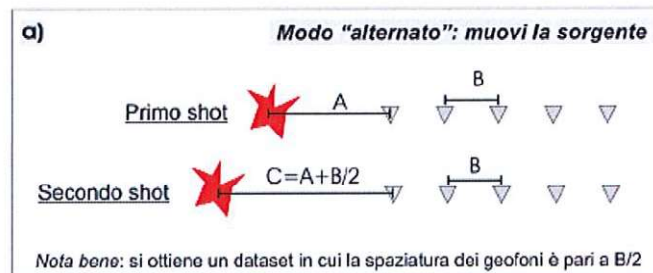 a)
Modo "alternato": muovi la sorgente
Primo shot
A
B
Secondo shot
C=A+B/2
B
Nota bene: si ottiene un dataset in cui la spaziatura dei geofoni è pari a B/2